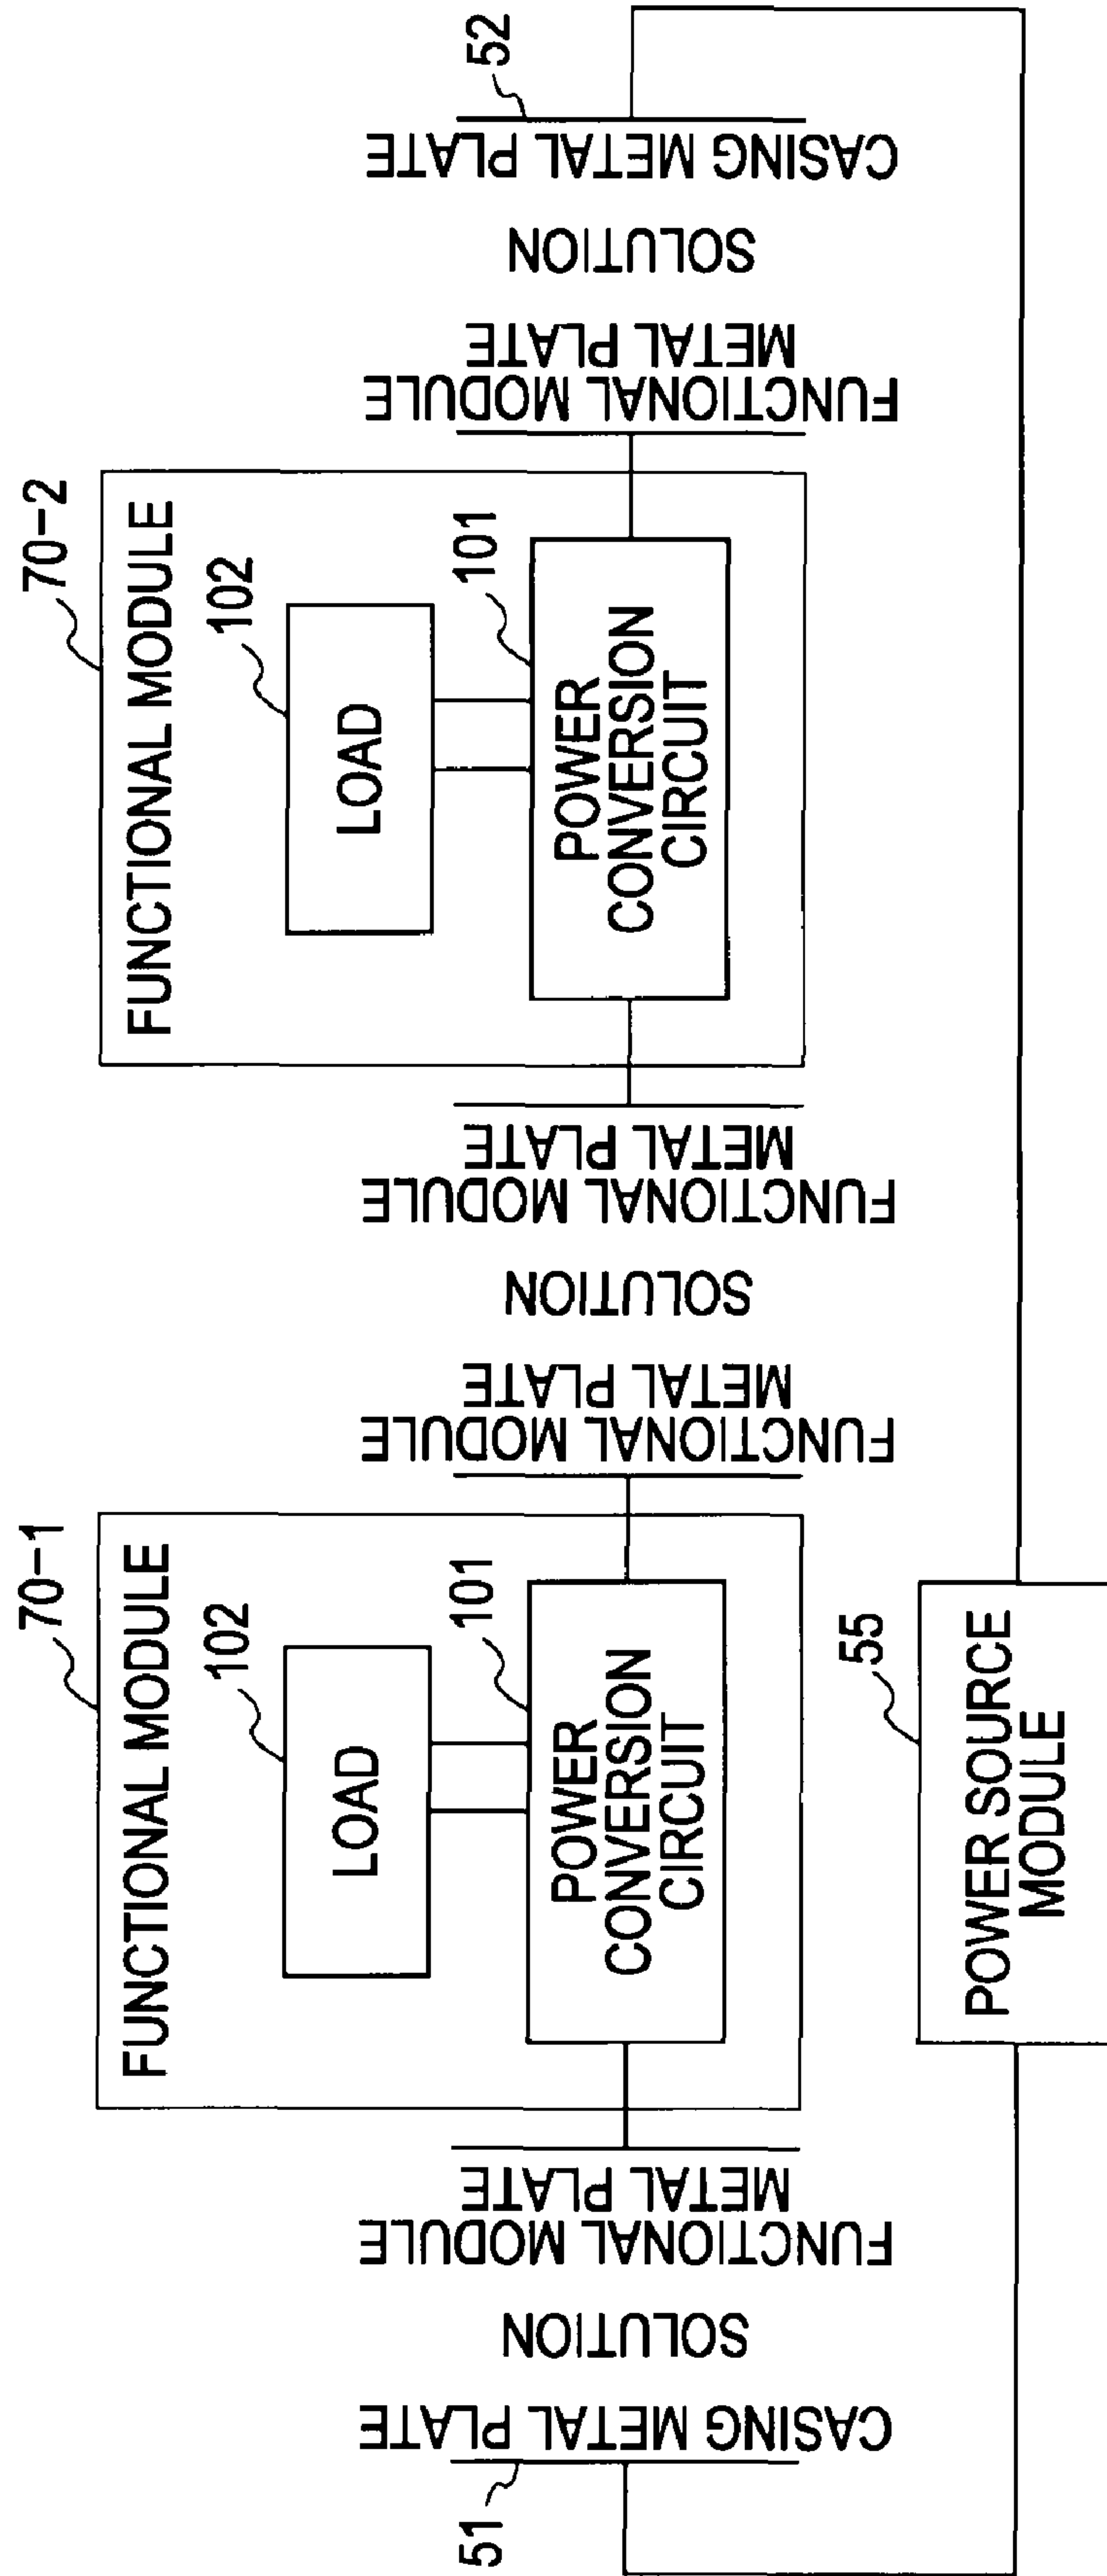 70-1
FUNCTIONAL MODULE
102
LOAD
101
POWER
CONVERSION
CIRCUIT
70-2
FUNCTIONAL MODULE
102
LOAD
101
POWER
CONVERSION
CIRCUIT
51
CASING METAL PLATE
SOLUTION
FUNCTIONAL MODULE
METAL PLATE
FUNCTIONAL MODULE
METAL PLATE
SOLUTION
FUNCTIONAL MODULE
METAL PLATE
FUNCTIONAL MODULE
METAL PLATE
SOLUTION
CASING METAL PLATE
52
55
POWER SOURCE
MODULE